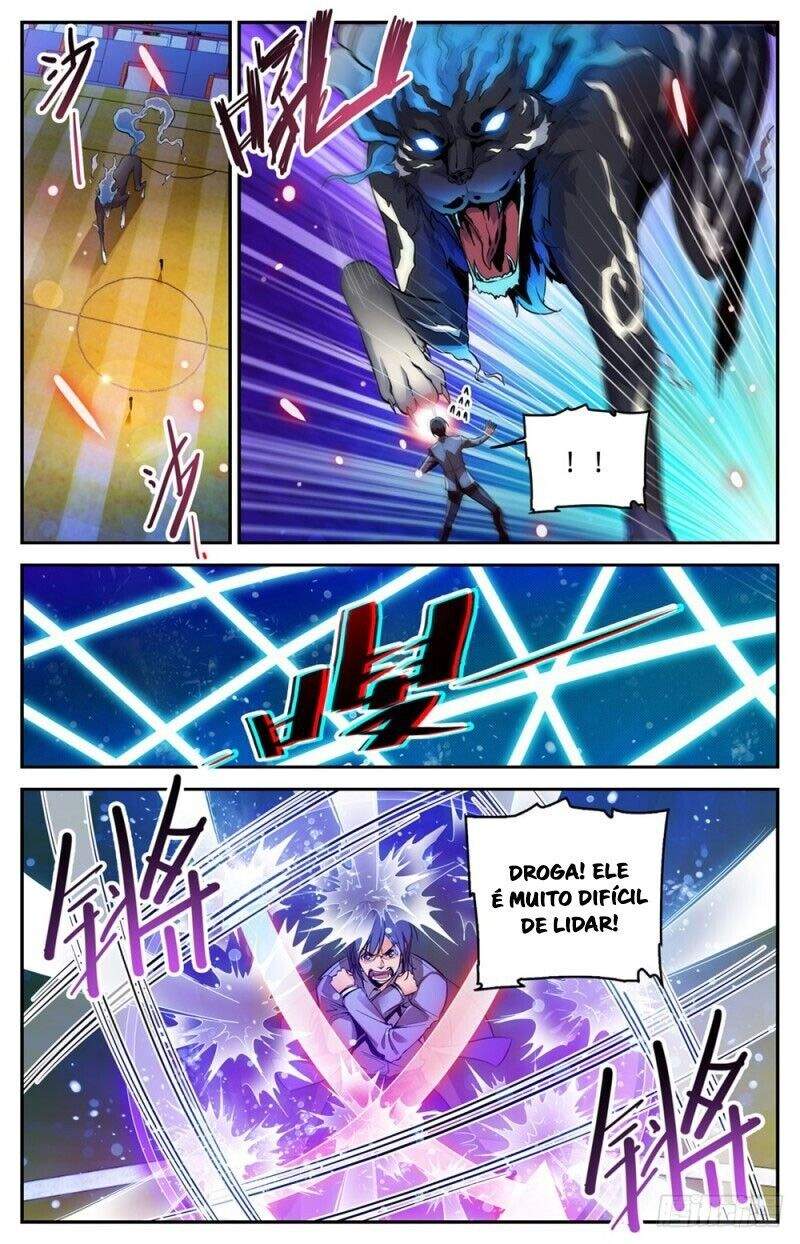 沙
吼
沙
！！
嗖
DROGA! ELE
É MUITO DIFÍCIL
DE LIDAR!
锵
锵